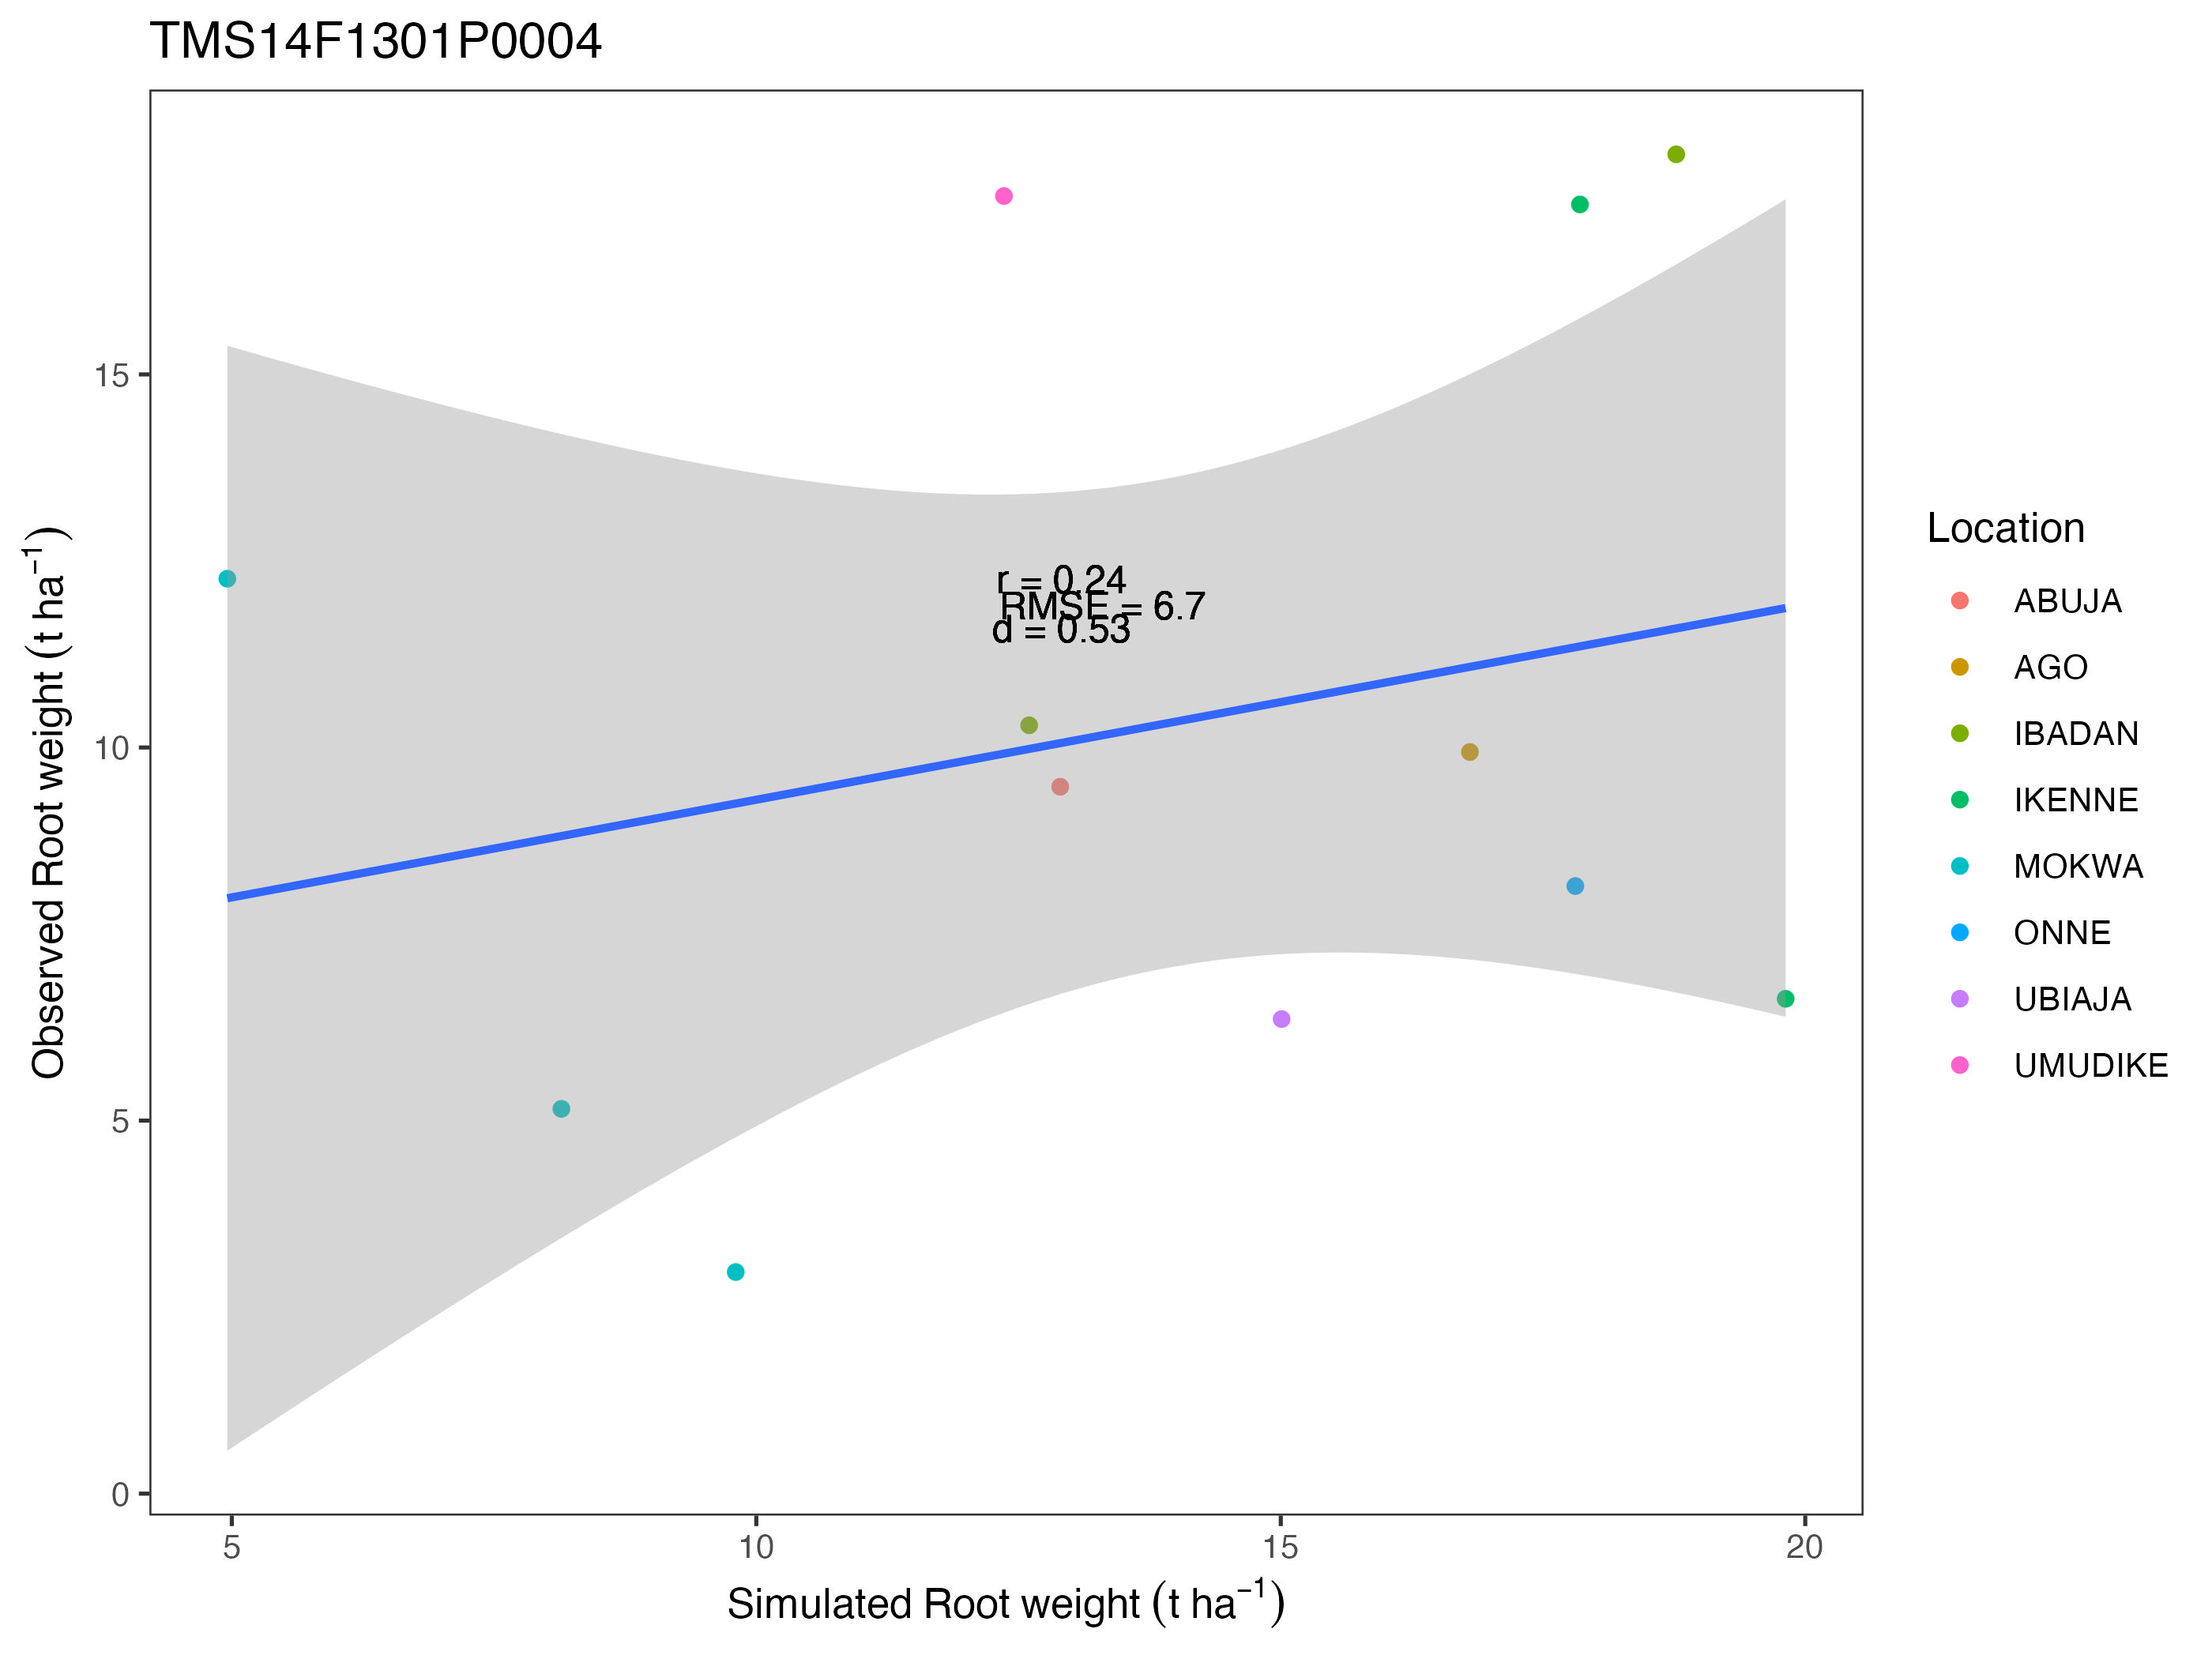 TMS14F1301P0004
Observed Root weight (t ha⁻¹)
15
10
5
0
r = 0.24
RMSE = 6.7
d = 0.53
5 10 15 20
Simulated Root weight (t ha⁻¹)
Location
ABUJA
AGO
IBADAN
IKENNE
MOKWA
ONNE
UBIAJA
UMUDIKE